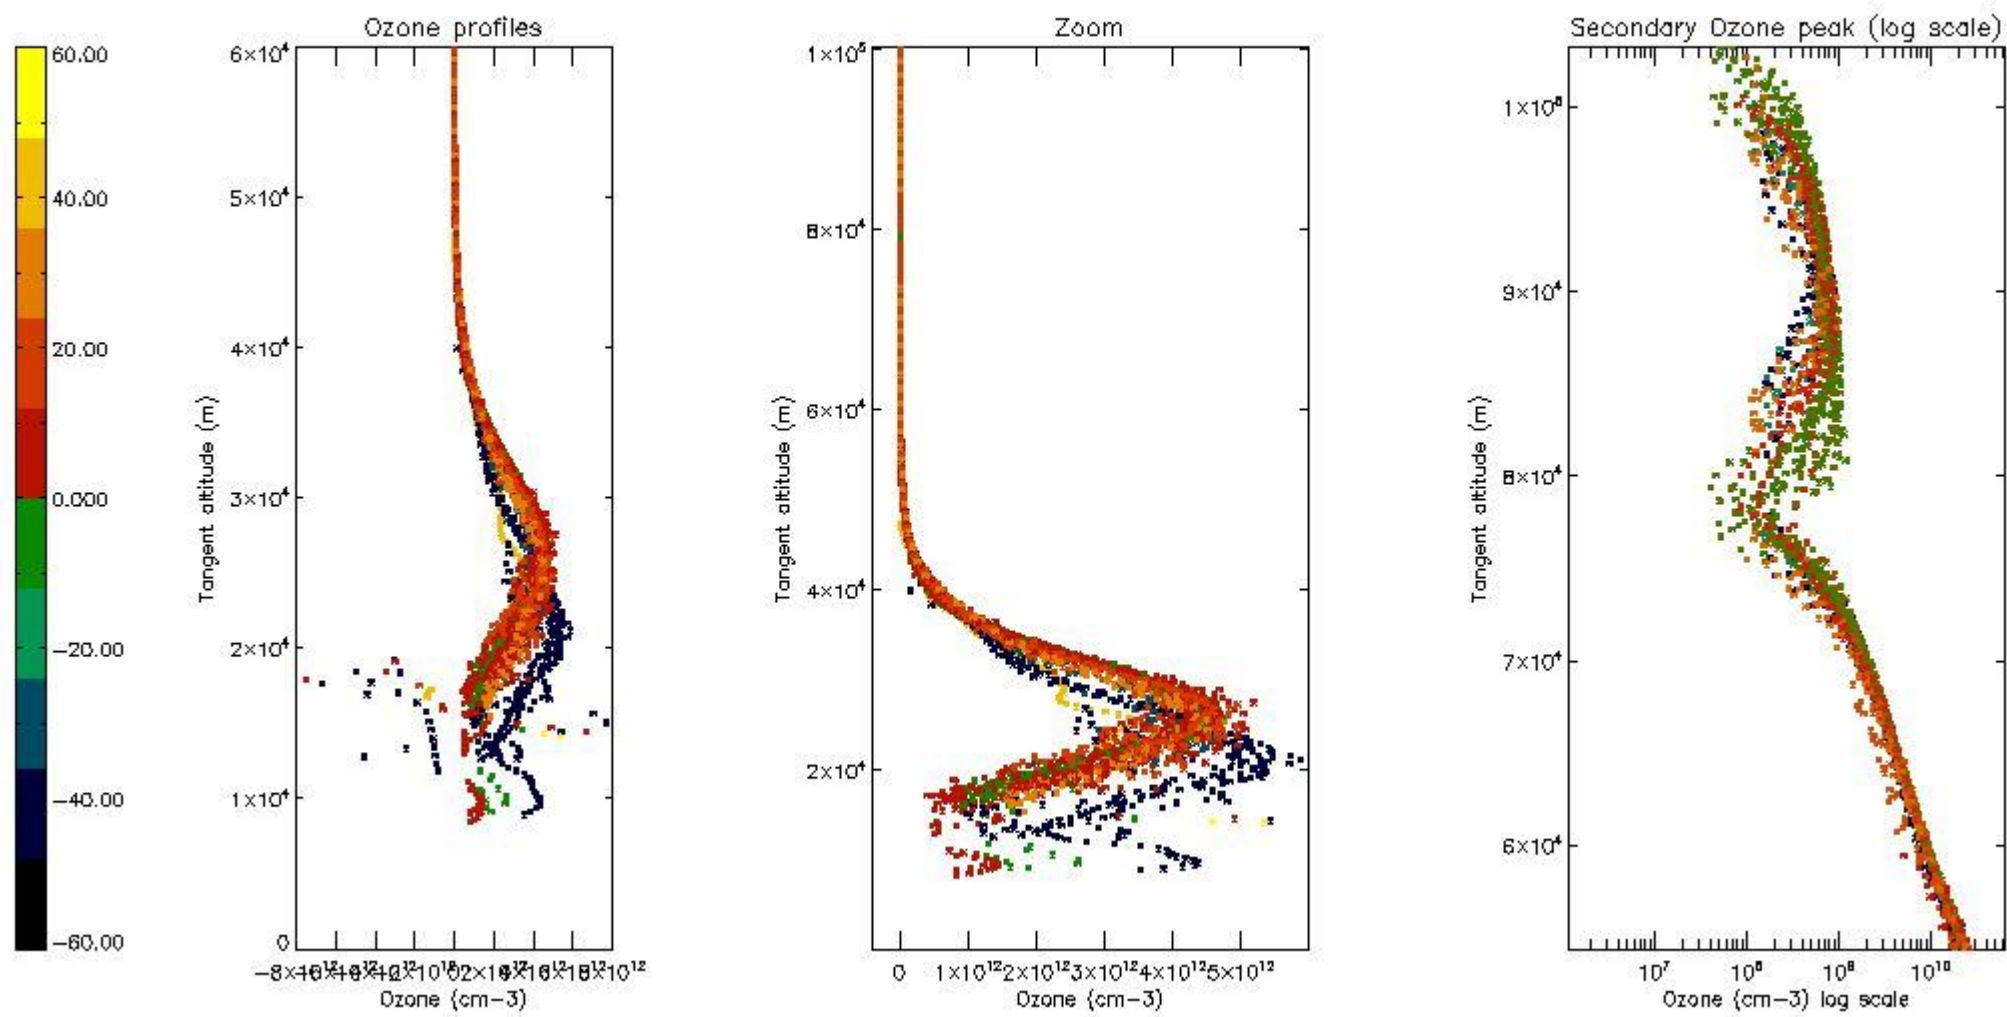 Ozone profiles
Zoom
Secondary Ozone peak (log scale)
60.00
40.00
20.00
0.000
-20.00
-40.00
-60.00
6×10⁴
5×10⁴
4×10⁴
3×10⁴
2×10⁴
1×10⁴
0
Tangent altitude (m)
8×10¹²
Ozone (cm-3)
1×10⁵
8×10⁴
6×10⁴
4×10⁴
2×10⁴
Tangent altitude (m)
0 1×10¹² 2×10¹² 3×10¹² 4×10¹² 5×10¹²
Ozone (cm-3)
9×10⁴
8×10⁴
7×10⁴
6×10⁴
Tangent altitude (m)
10⁷ 10⁸ 10⁹ 10¹⁰
Ozone (cm-3) log scale